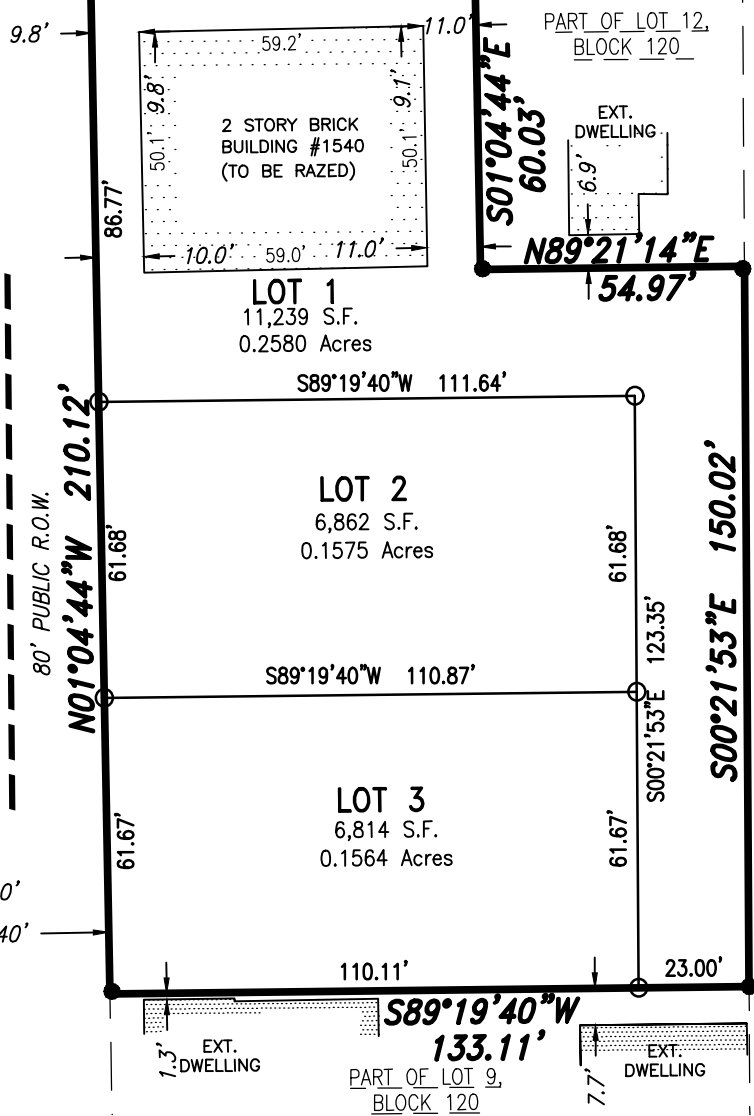 9.8'
59.2'
11.0'
PART OF LOT 12,
BLOCK 120
9.8'
50.1'
9.1'
50.1'
2 STORY BRICK
BUILDING #1540
(TO BE RAZED)
EXT.
DWELLING
6.9'
S01°04'44"E
60.03'
86.77'
10.0'
59.0'
11.0'
N89°21'14"E
54.97'
LOT 1
11,239 S.F.
0.2580 Acres
S89°19'40"W 111.64'
80' PUBLIC R.O.W.
N01°04'44"W 210.12'
61.68'
LOT 2
6,862 S.F.
0.1575 Acres
61.68'
S00°21'53"E 123.35'
S00°21'53"E 150.02'
S89°19'40"W 110.87'
61.67'
LOT 3
6,814 S.F.
0.1564 Acres
61.67'
0'
40'
110.11'
23.00'
S89°19'40"W
133.11'
1.3'
EXT.
DWELLING
PART OF LOT 9,
BLOCK 120
7.7'
EXT.
DWELLING